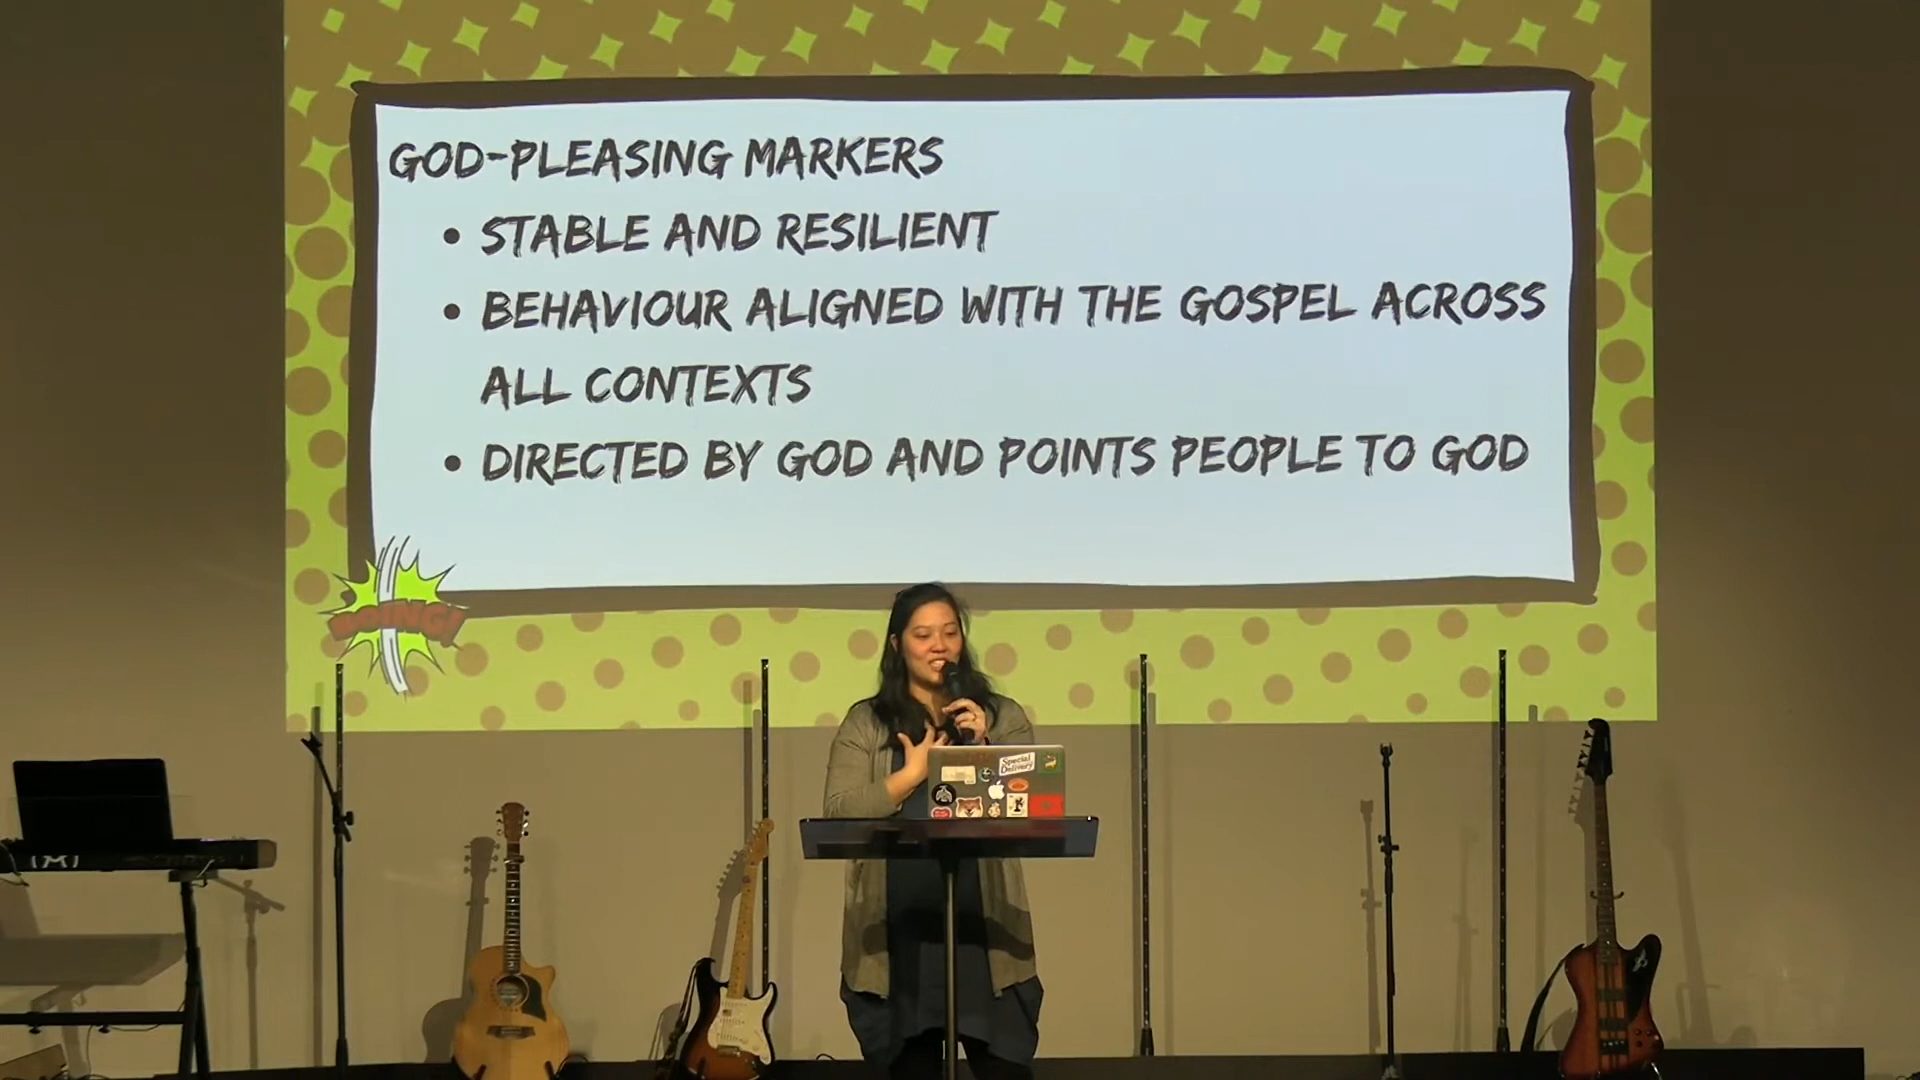 GOD-PLEASING MARKERS
• STABLE AND RESILIENT
• BEHAVIOUR ALIGNED WITH THE GOSPEL ACROSS
ALL CONTEXTS
• DIRECTED BY GOD AND POINTS PEOPLE TO GOD
BOING!
Special
Delivery